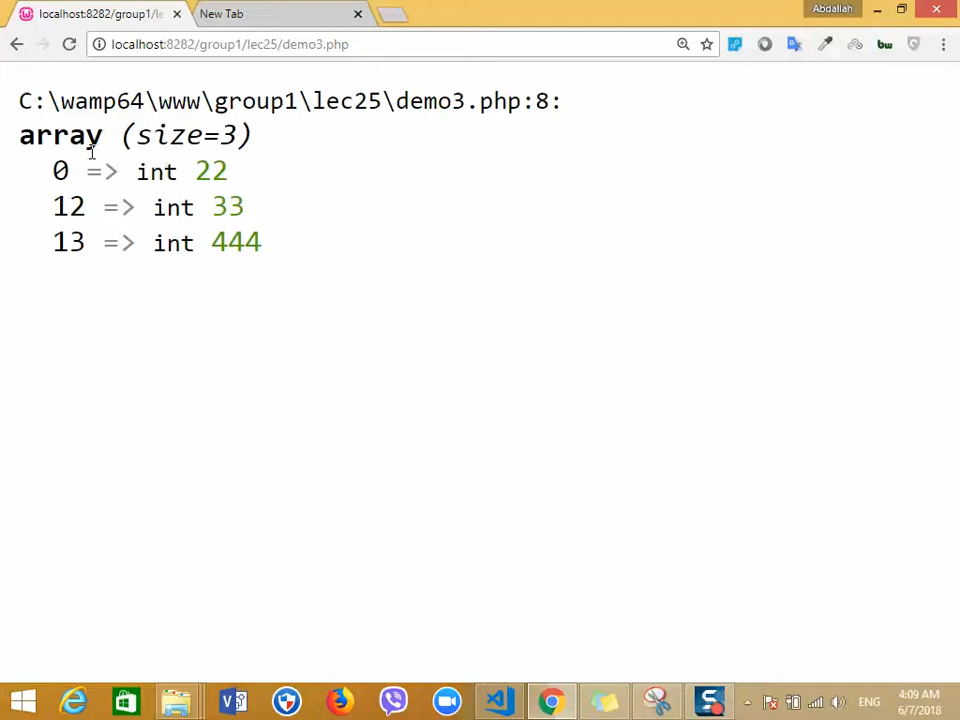 localhost:8282/group1/le
New Tab
Abdallah
localhost:8282/group1/lec25/demo3.php
bw
C:\wamp64\www\group1\lec25\demo3.php:8:
array (size=3)
0 => int 22
12 => int 33
13 => int 444
ENG
4:09 AM
6/7/2018